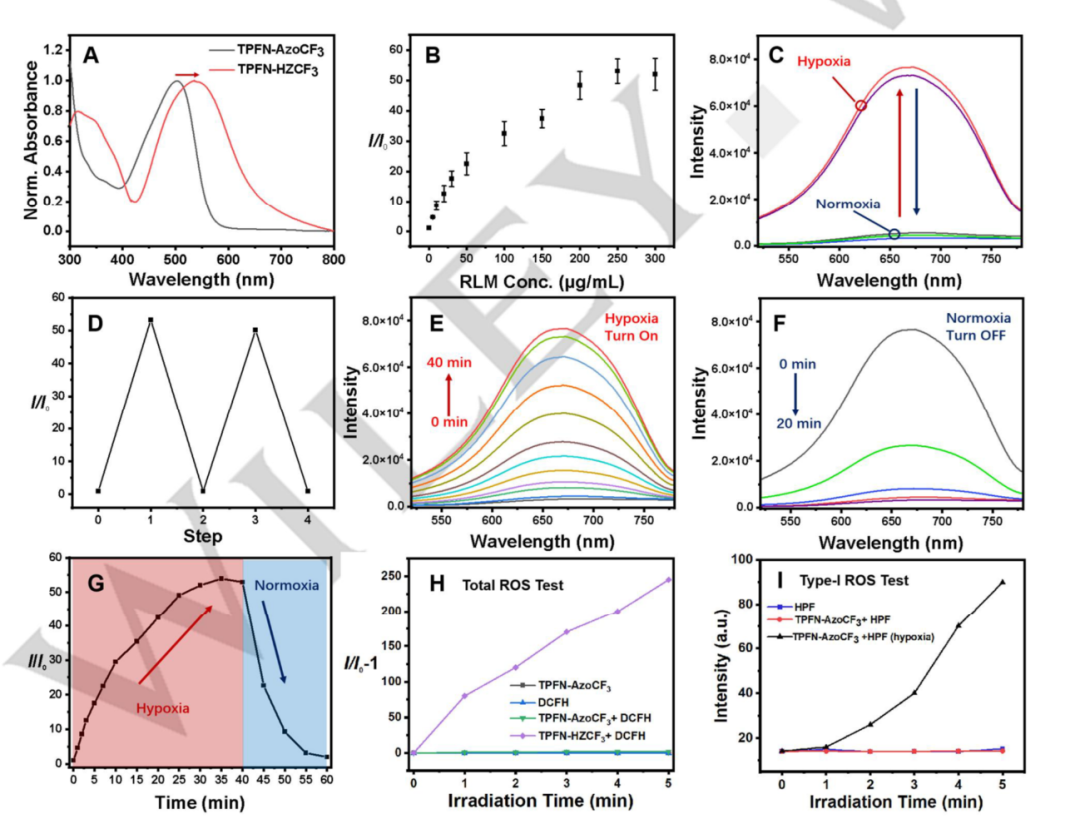 A
TPFN-AzoCF3
TPFN-HZCF3
1.2
1.0
0.8
0.6
0.4
0.2
0.0
Norm. Absorbance
300 400 500 600 700 800
Wavelength (nm)
B
60
50
40
30
20
10
0
I/I0
0 50 100 150 200 250 300
RLM Conc. (µg/mL)
C
Hypoxia
Normoxia
8.0×10⁴
6.0×10⁴
4.0×10⁴
2.0×10⁴
0.0
Intensity
550 600 650 700 750
Wavelength (nm)
D
60
50
40
30
20
10
0
I/I0
0 1 2 3 4
Step
E
Hypoxia
Turn On
40 min
0 min
8.0×10⁴
6.0×10⁴
4.0×10⁴
2.0×10⁴
0.0
Intensity
550 600 650 700 750
Wavelength (nm)
F
Normoxia
Turn OFF
0 min
20 min
8.0×10⁴
6.0×10⁴
4.0×10⁴
2.0×10⁴
0.0
Intensity
550 600 650 700 750
Wavelength (nm)
G
Normoxia
Hypoxia
60
50
40
30
20
10
0
I/I0
0 5 10 15 20 25 30 35 40 45 50 55 60
Time (min)
H Total ROS Test
250
200
150
100
50
0
I/I0-1
TPFN-AzoCF3
DCFH
TPFN-AzoCF3+ DCFH
TPFN-HZCF3+ DCFH
0 1 2 3 4 5
Irradiation Time (min)
I Type-I ROS Test
HPF
TPFN-AzoCF3+ HPF
TPFN-AzoCF3 +HPF (hypoxia)
100
80
60
40
20
Intensity (a.u.)
0 1 2 3 4 5
Irradiation Time (min)
WILEY